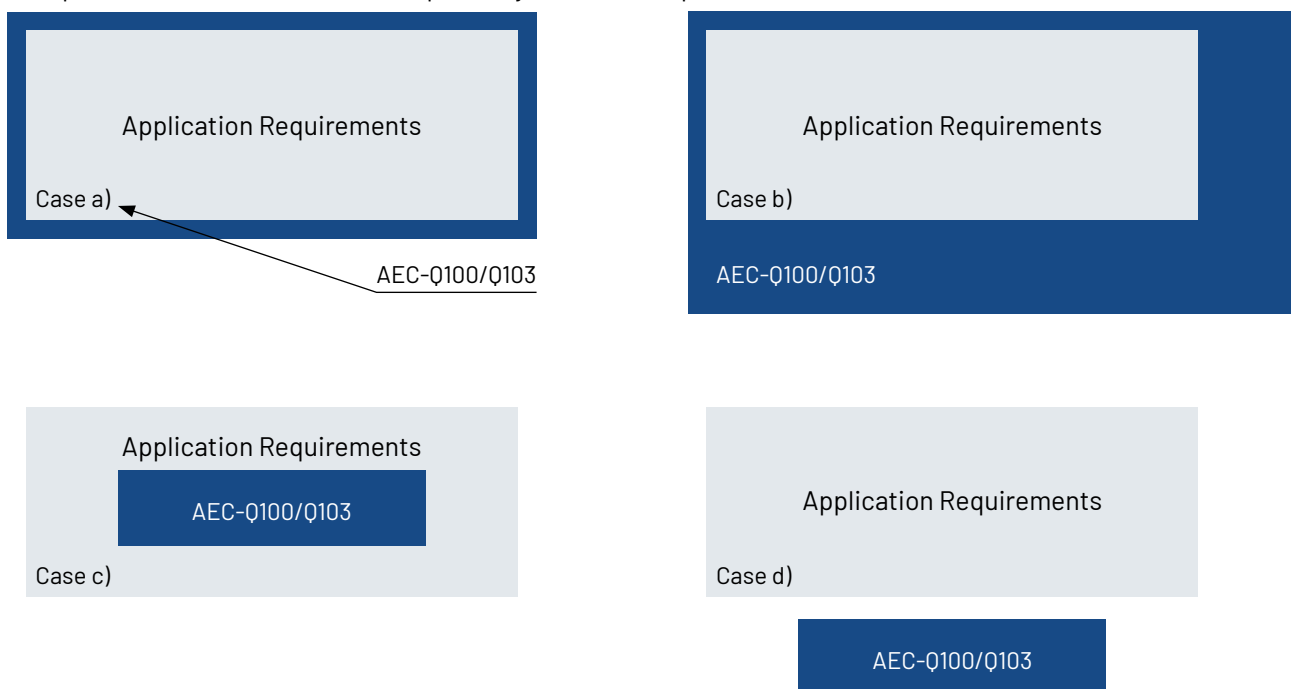 Application Requirements
Case a)
AEC-Q100/Q103
Application Requirements
Case b)
AEC-Q100/Q103
Application Requirements
AEC-Q100/Q103
Case c)
Application Requirements
Case d)
AEC-Q100/Q103